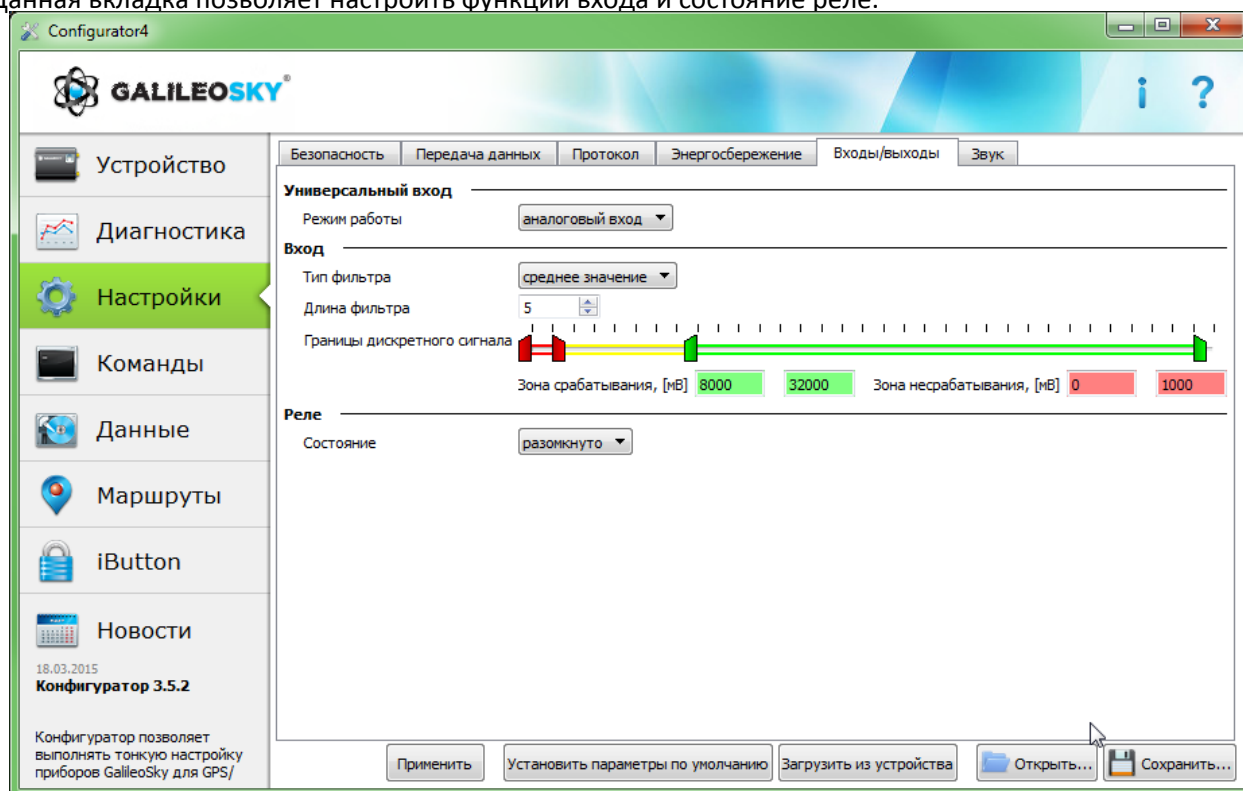 данная вкладка позволяет настроить функции входа и состояние реле.
Configurator4
GALILEOSKY®
i ?
Устройство
Диагностика
Настройки
Команды
Данные
Маршруты
iButton
Новости
18.03.2015
Конфигуратор 3.5.2
Конфигуратор позволяет
выполнять тонкую настройку
приборов GalileoSky для GPS/
Безопасность Передача данных Протокол Энергосбережение Входы/выходы Звук
Универсальный вход
Режим работы аналоговый вход
Вход
Тип фильтра среднее значение
Длина фильтра 5
Границы дискретного сигнала
Зона срабатывания, [мВ] 8000 32000 Зона несрабатывания, [мВ] 0 1000
Реле
Состояние разомкнуто
Применить Установить параметры по умолчанию Загрузить из устройства Открыть... Сохранить...